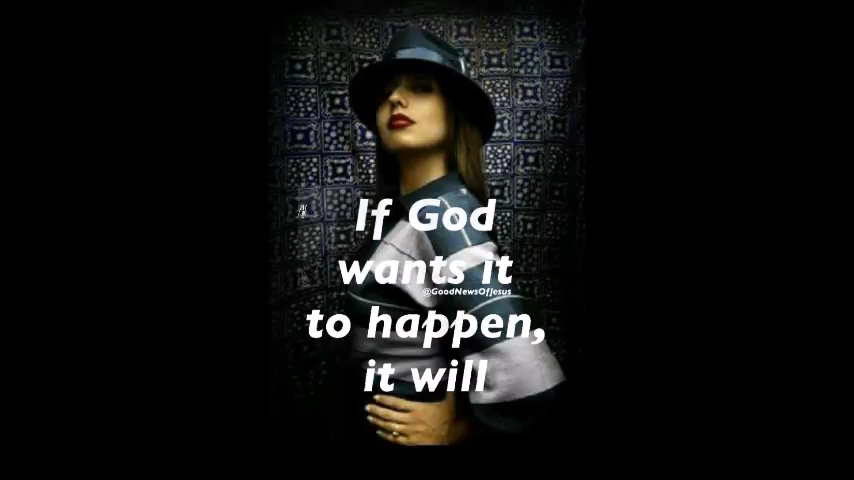 If God
wants it
@GoodNewsOfJesus
to happen,
it will